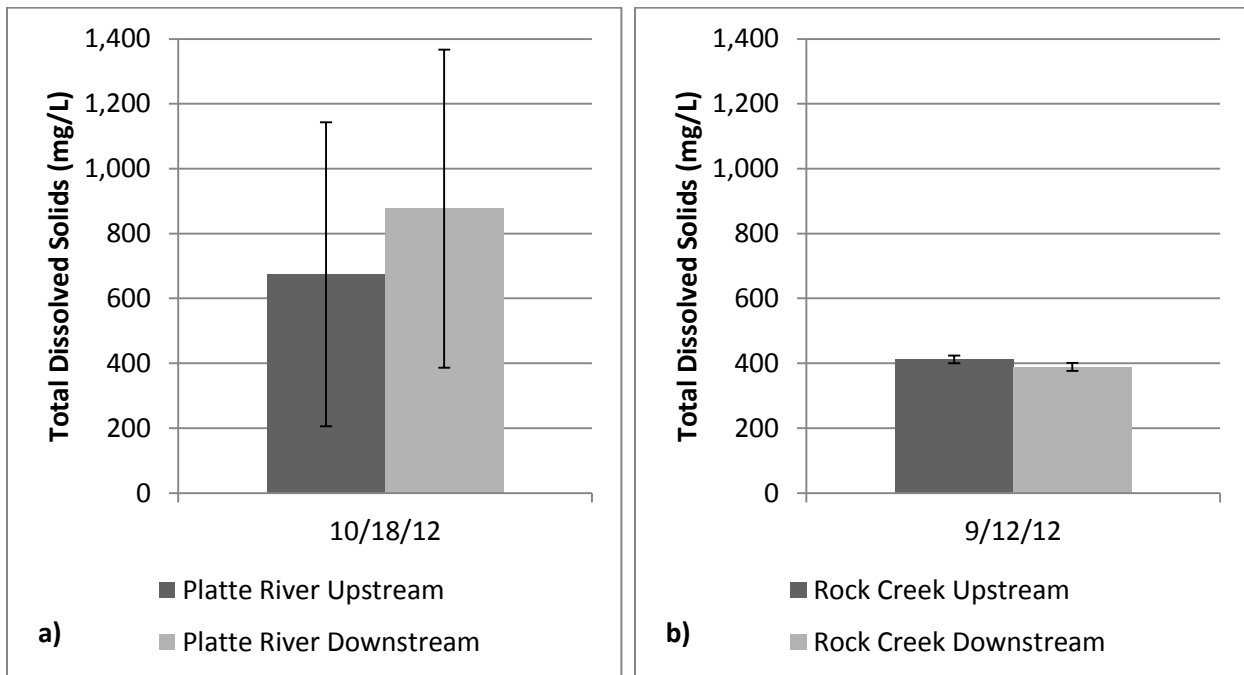 Total Dissolved Solids (mg/L)
1,400
1,200
1,000
800
600
400
200
0
10/18/12
Platte River Upstream
Platte River Downstream
a)
Total Dissolved Solids (mg/L)
1,400
1,200
1,000
800
600
400
200
0
9/12/12
Rock Creek Upstream
Rock Creek Downstream
b)